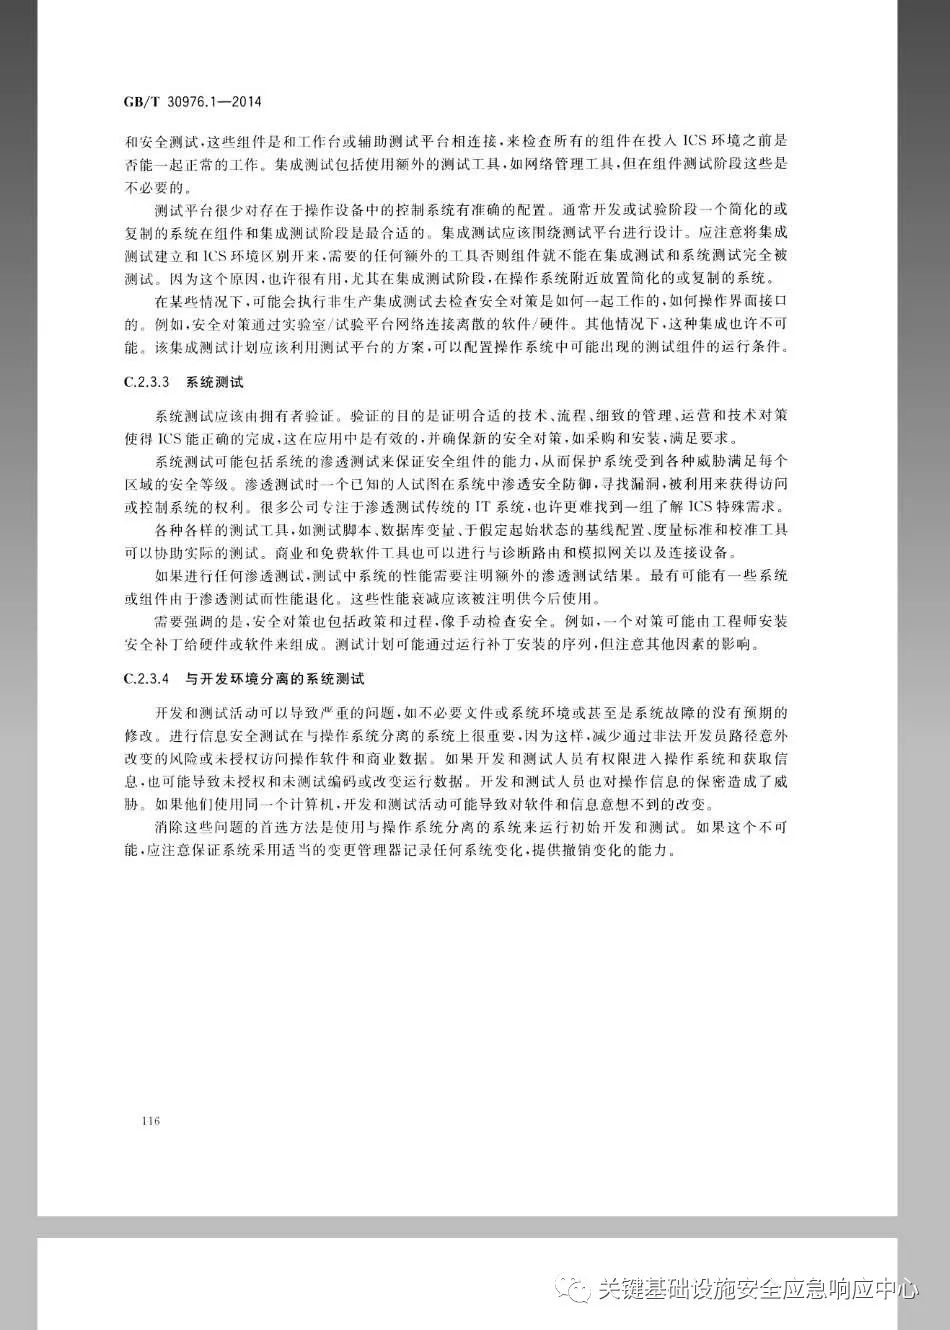 GB/T 30976.1—2014
和安全测试,这些组件是和工作台或辅助测试平台相连接,来检查所有的组件在投入 ICS 环境之前是
否能一起正常的工作。集成测试包括使用额外的测试工具,如网络管理工具,但在组件测试阶段这些是
不必要的。
测试平台很少对存在于操作设备中的控制系统有准确的配置。通常开发或试验阶段一个简化的或
复制的系统在组件和集成测试阶段是最合适的。集成测试应该围绕测试平台进行设计。应注意将集成
测试建立和 ICS 环境区别开来,需要的任何额外的工具否则组件就不能在集成测试和系统测试完全被
测试。因为这个原因,也许很有用,尤其在集成测试阶段,在操作系统附近放置简化的或复制的系统。
在某些情况下,可能会执行非生产集成测试去检查安全对策是如何一起工作的,如何操作界面接口
的。例如,安全对策通过实验室/试验平台网络连接离散的软件/硬件。其他情况下,这种集成也许不可
能。该集成测试计划应该利用测试平台的方案,可以配置操作系统中可能出现的测试组件的运行条件。
C.2.3.3 系统测试
系统测试应该由拥有者验证。验证的目的是证明合适的技术、流程、细致的管理、运营和技术对策
使得 ICS 能正确的完成,这在应用中是有效的,并确保新的安全对策,如采购和安装,满足要求。
系统测试可能包括系统的渗透测试来保证安全组件的能力,从而保护系统受到各种威胁满足每个
区域的安全等级。渗透测试时一个已知的人试图在系统中渗透安全防御,寻找漏洞,被利用来获得访问
或控制系统的权利。很多公司专注于渗透测试传统的 IT 系统,也许更难找到一组了解 ICS 特殊需求。
各种各样的测试工具,如测试脚本、数据库变量、于假定起始状态的基线配置、度量标准和校准工具
可以协助实际的测试。商业和免费软件工具也可以进行与诊断路由和模拟网关以及连接设备。
如果进行任何渗透测试,测试中系统的性能需要注明额外的渗透测试结果。最有可能有一些系统
或组件由于渗透测试而性能退化。这些性能衰减应该被注明供今后使用。
需要强调的是,安全对策也包括政策和过程,像手动检查安全。例如,一个对策可能由工程师安装
安全补丁给硬件或软件来组成。测试计划可能通过运行补丁安装的序列,但注意其他因素的影响。
C.2.3.4 与开发环境分离的系统测试
开发和测试活动可以导致严重的问题,如不必要文件或系统环境或甚至是系统故障的没有预期的
修改。进行信息安全测试在与操作系统分离的系统上很重要,因为这样,减少通过非法开发员路径意外
改变的风险或未授权访问操作软件和商业数据。如果开发和测试人员有权限进入操作系统和获取信
息,也可能导致未授权和未测试编码或改变运行数据。开发和测试人员也对操作信息的保密造成了威
胁。如果他们使用同一个计算机,开发和测试活动可能导致对软件和信息意想不到的改变。
消除这些问题的首选方法是使用与操作系统分离的系统来运行初始开发和测试。如果这个不可
能,应注意保证系统采用适当的变更管理器记录任何系统变化,提供撤销变化的能力。
116
关键基础设施安全应急响应中心